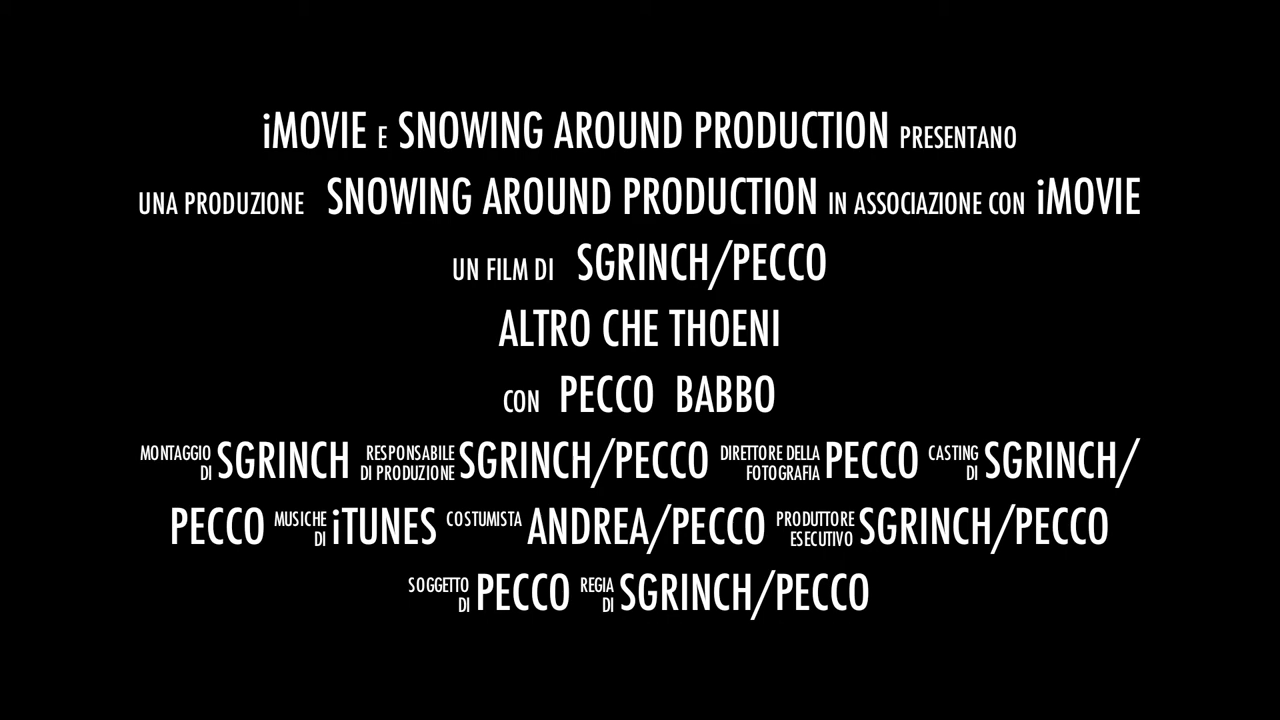 iMOVIE E SNOWING AROUND PRODUCTION PRESENTANO
UNA PRODUZIONE SNOWING AROUND PRODUCTION IN ASSOCIAZIONE CON iMOVIE
UN FILM DI SGRINCH/PECCO
ALTRO CHE THOENI
CON PECCO BABBO
MONTAGGIO DI SGRINCH RESPONSABILE DI PRODUZIONE SGRINCH/PECCO DIRETTORE DELLA FOTOGRAFIA PECCO CASTING DI SGRINCH/
PECCO MUSICHE DI iTUNES COSTUMISTA ANDREA/PECCO PRODUTTORE ESECUTIVO SGRINCH/PECCO
SOGGETTO DI PECCO REGIA DI SGRINCH/PECCO